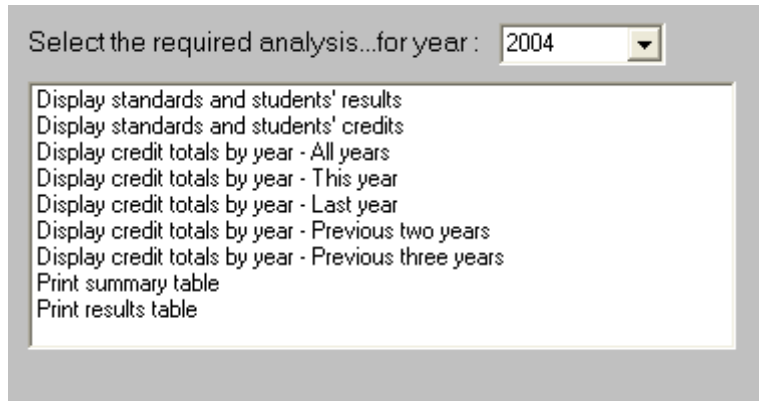 Select the required analysis...for year : 2004
Display standards and students' results
Display standards and students' credits
Display credit totals by year - All years
Display credit totals by year - This year
Display credit totals by year - Last year
Display credit totals by year - Previous two years
Display credit totals by year - Previous three years
Print summary table
Print results table